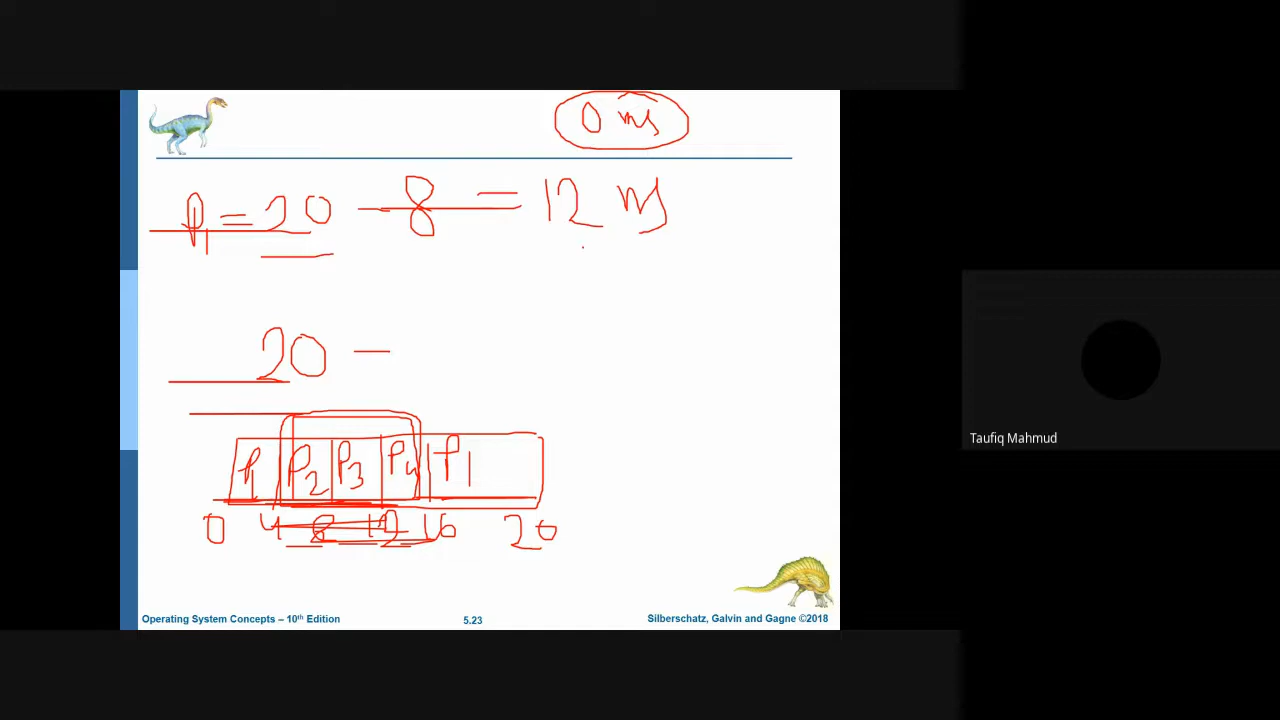 0 ms
P1 = 20 - 8 = 12 ms
20 -
P1 P2 P3 P4 P1
0 4 8 12 16 20
Taufiq Mahmud
Operating System Concepts – 10th Edition 5.23 Silberschatz, Galvin and Gagne ©2018